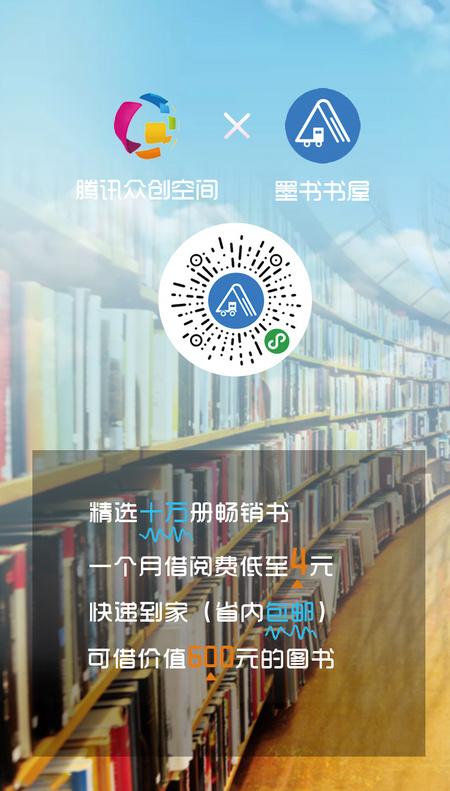 腾讯众创空间
×
墨书书屋
精选十万册畅销书
一个月借阅费低至4元
快递到家（省内包邮）
可借价值600元的图书